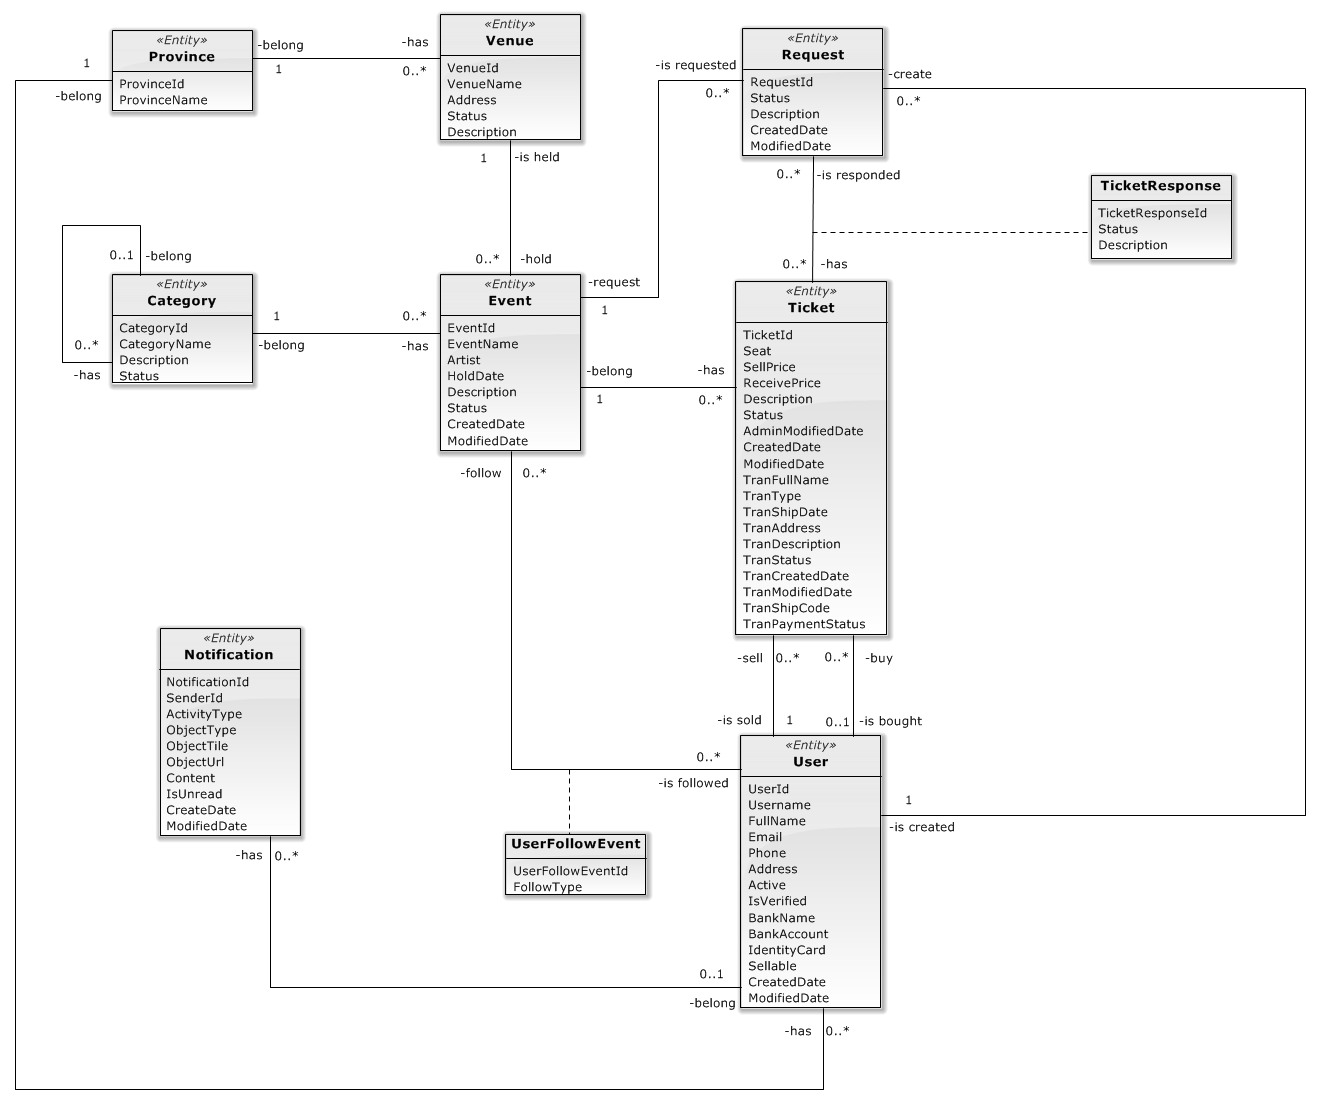 «Entity»
Province
ProvinceId
ProvinceName
-belong
1
-has
0..*
1
-belong
«Entity»
Venue
VenueId
VenueName
Address
Status
Description
1
-is held
0..*
-hold
«Entity»
Request
RequestId
Status
Description
CreatedDate
ModifiedDate
-is requested
0..*
-create
0..*
0..*
-is responded
0..*
-has
TicketResponse
TicketResponseId
Status
Description
0..1
-belong
0..*
-has
«Entity»
Category
CategoryId
CategoryName
Description
Status
1
-belong
0..*
-has
«Entity»
Event
EventId
EventName
Artist
HoldDate
Description
Status
CreatedDate
ModifiedDate
-request
1
-belong
1
-has
0..*
-follow
0..*
«Entity»
Ticket
TicketId
Seat
SellPrice
ReceivePrice
Description
Status
AdminModifiedDate
CreatedDate
ModifiedDate
TranFullName
TranType
TranShipDate
TranAddress
TranDescription
TranStatus
TranCreatedDate
TranModifiedDate
TranShipCode
TranPaymentStatus
-sell
0..*
0..*
-buy
-is sold
1
0..1
-is bought
«Entity»
Notification
NotificationId
SenderId
ActivityType
ObjectType
ObjectTile
ObjectUrl
Content
IsUnread
CreateDate
ModifiedDate
-has
0..*
0..*
-is followed
UserFollowEvent
UserFollowEventId
FollowType
«Entity»
User
UserId
Username
FullName
Email
Phone
Address
Active
IsVerified
BankName
BankAccount
IdentityCard
Sellable
CreatedDate
ModifiedDate
1
-is created
0..1
-belong
-has
0..*